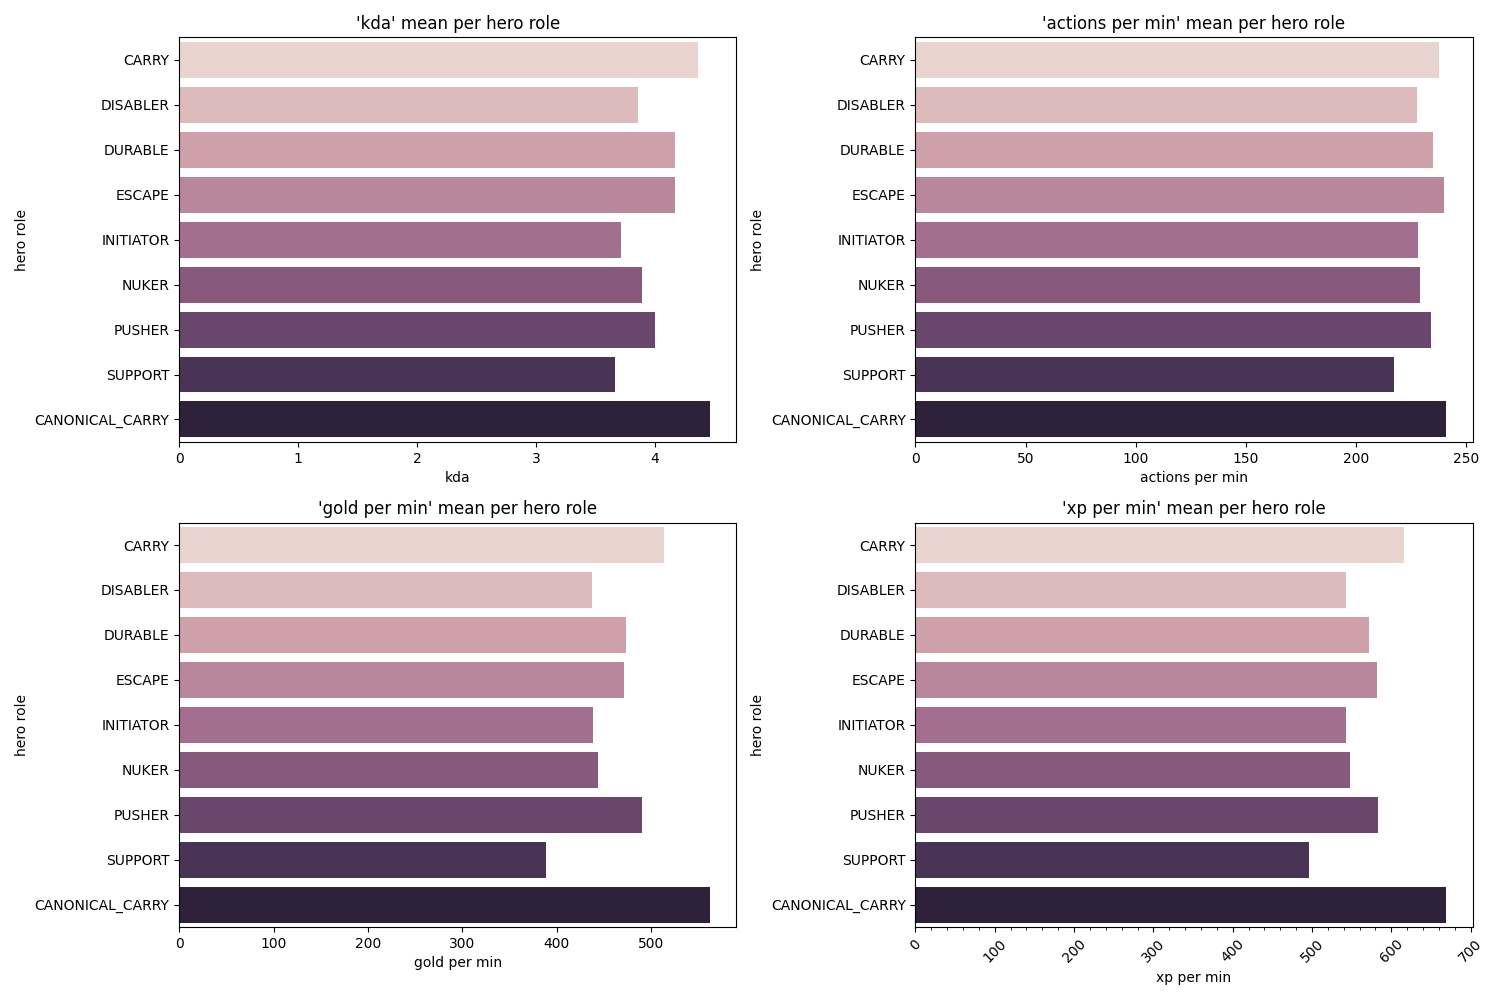 'kda' mean per hero role
hero role
CARRY
DISABLER
DURABLE
ESCAPE
INITIATOR
NUKER
PUSHER
SUPPORT
CANONICAL_CARRY
0 1 2 3 4
kda
'actions per min' mean per hero role
hero role
CARRY
DISABLER
DURABLE
ESCAPE
INITIATOR
NUKER
PUSHER
SUPPORT
CANONICAL_CARRY
0 50 100 150 200 250
actions per min
'gold per min' mean per hero role
hero role
CARRY
DISABLER
DURABLE
ESCAPE
INITIATOR
NUKER
PUSHER
SUPPORT
CANONICAL_CARRY
0 100 200 300 400 500
gold per min
'xp per min' mean per hero role
hero role
CARRY
DISABLER
DURABLE
ESCAPE
INITIATOR
NUKER
PUSHER
SUPPORT
CANONICAL_CARRY
0 100 200 300 400 500 600 700
xp per min